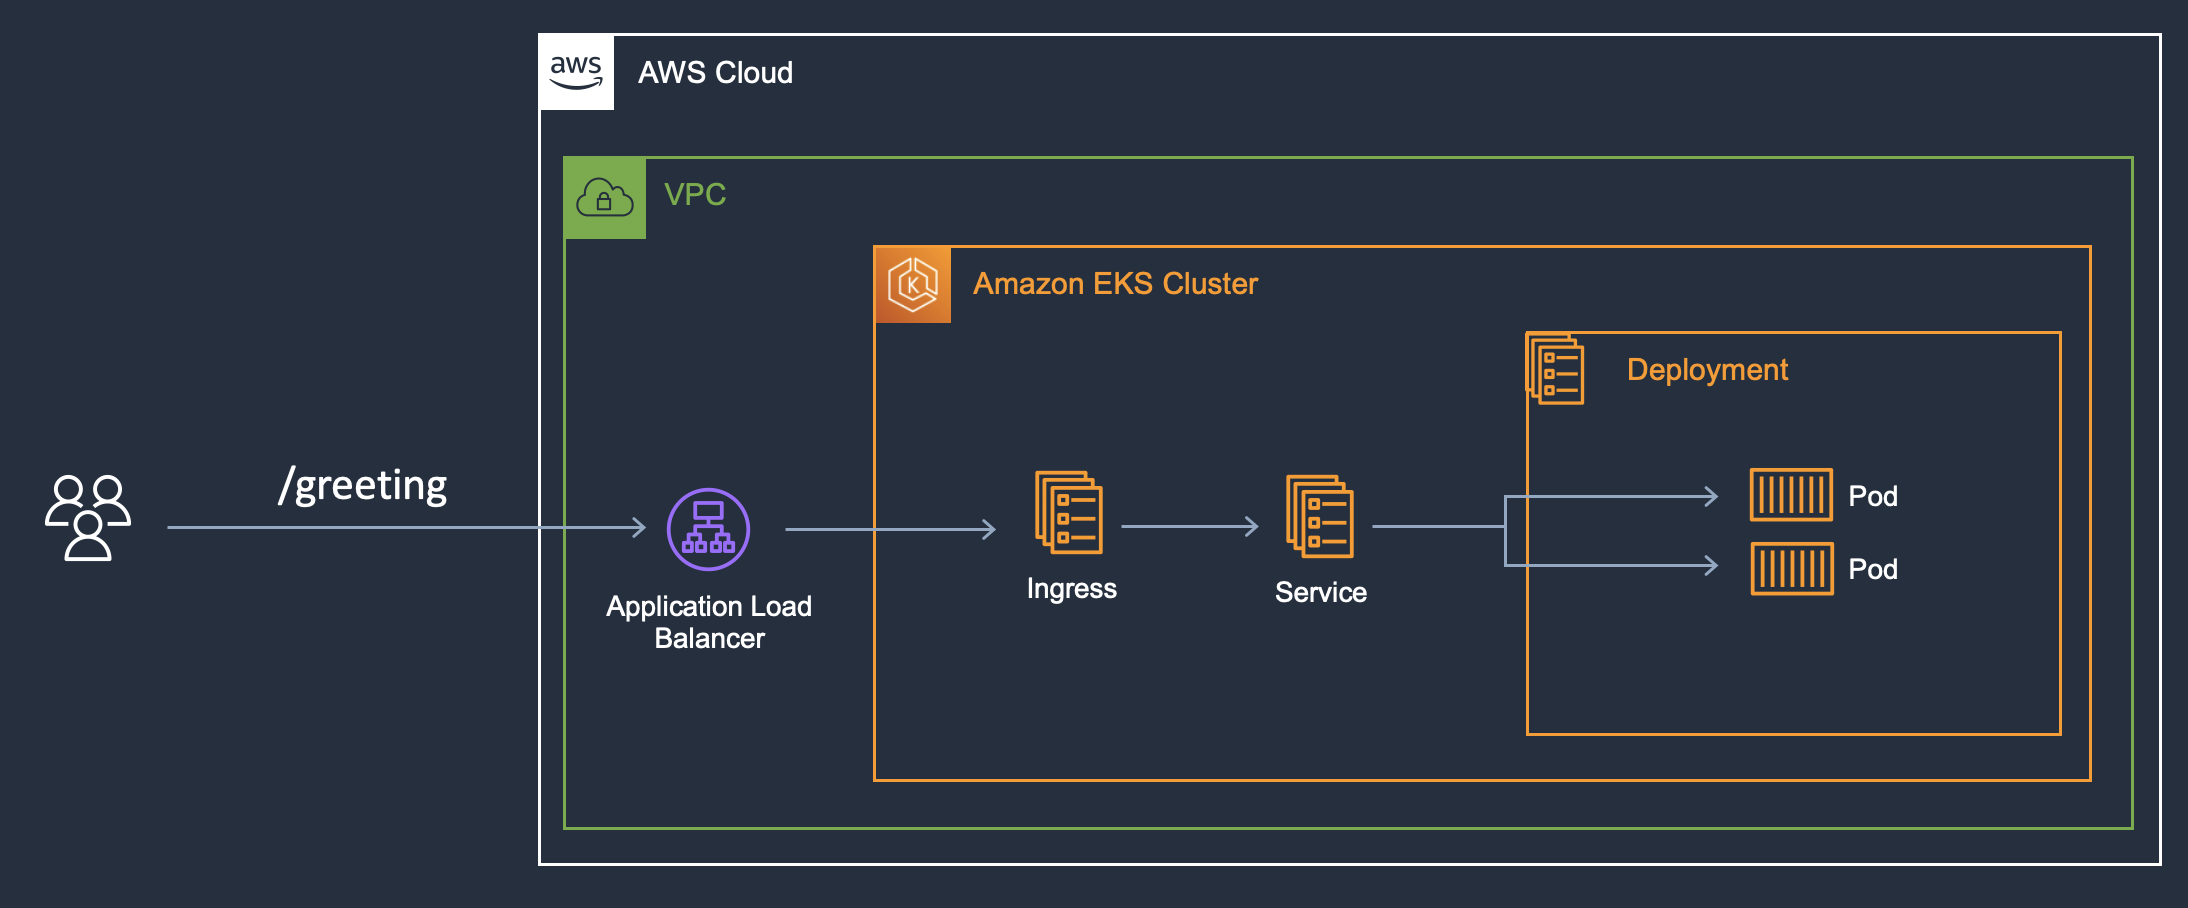 aws
AWS Cloud
VPC
K
Amazon EKS Cluster
Deployment
/greeting
Pod
Pod
Ingress
Service
Application Load
Balancer